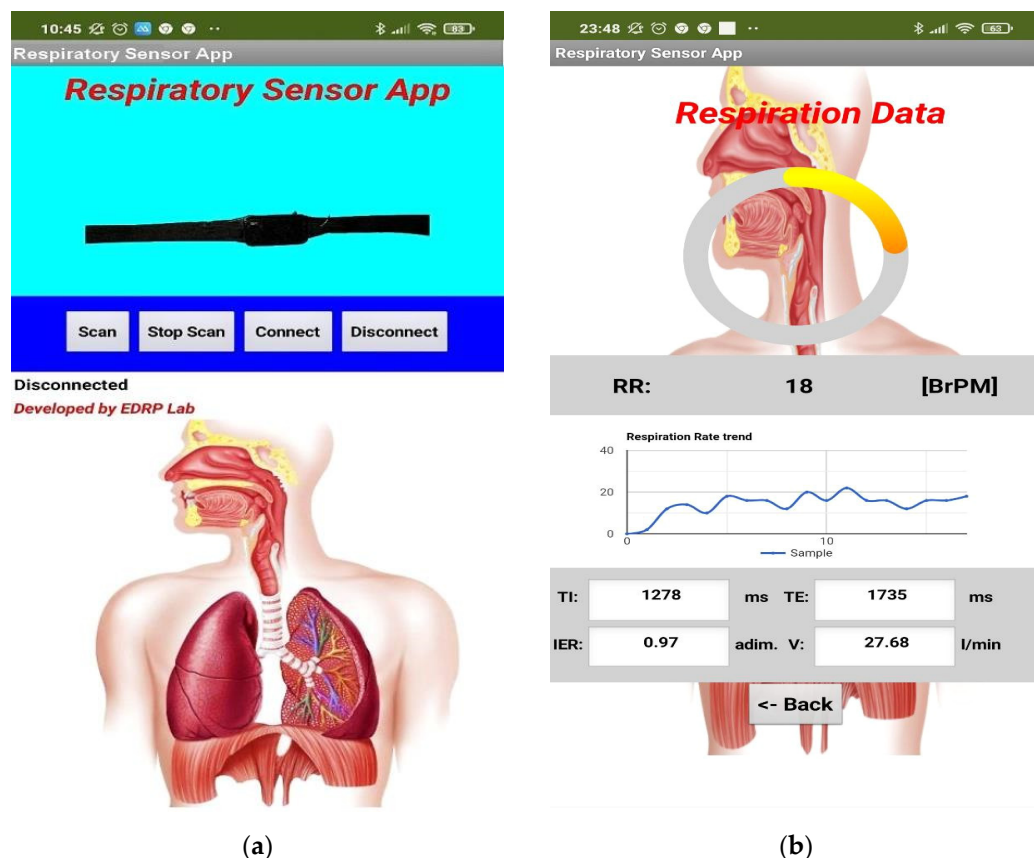 10:45 83
Respiratory Sensor App
Respiratory Sensor App
Scan Stop Scan Connect Disconnect
Disconnected
Developed by EDRP Lab
(a)
23:48 63
Respiratory Sensor App
Respiration Data
RR: 18 [BrPM]
Respiration Rate trend
40
20
0
0 10
Sample
TI: 1278 ms TE: 1735 ms
IER: 0.97 adim. V: 27.68 l/min
<- Back
(b)